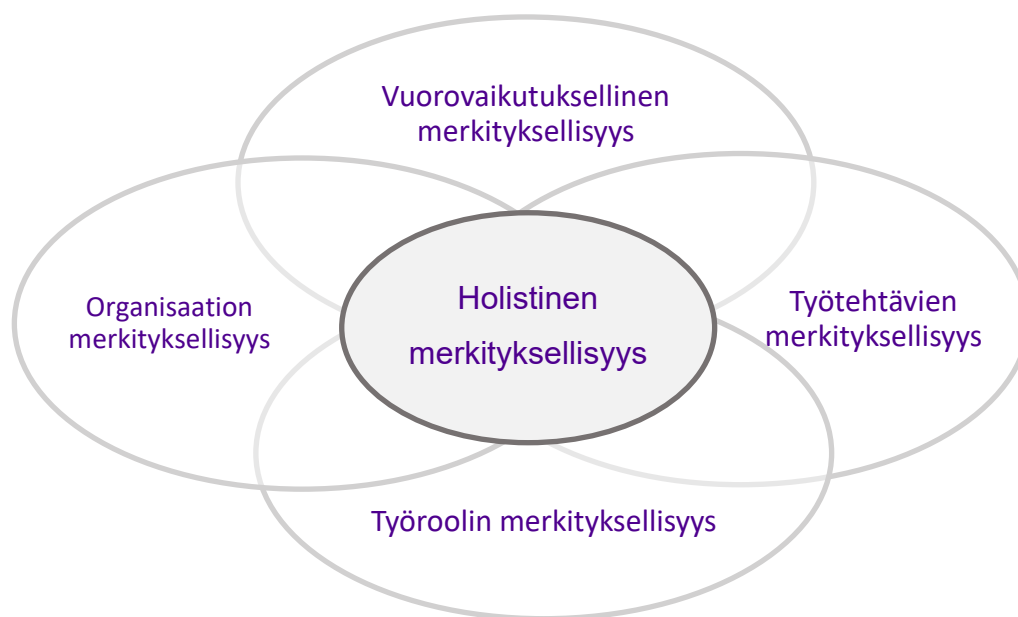 Vuorovaikutuksellinen
merkityksellisyys
Organisaation
merkityksellisyys
Holistinen
merkityksellisyys
Työtehtävien
merkityksellisyys
Työroolin merkityksellisyys